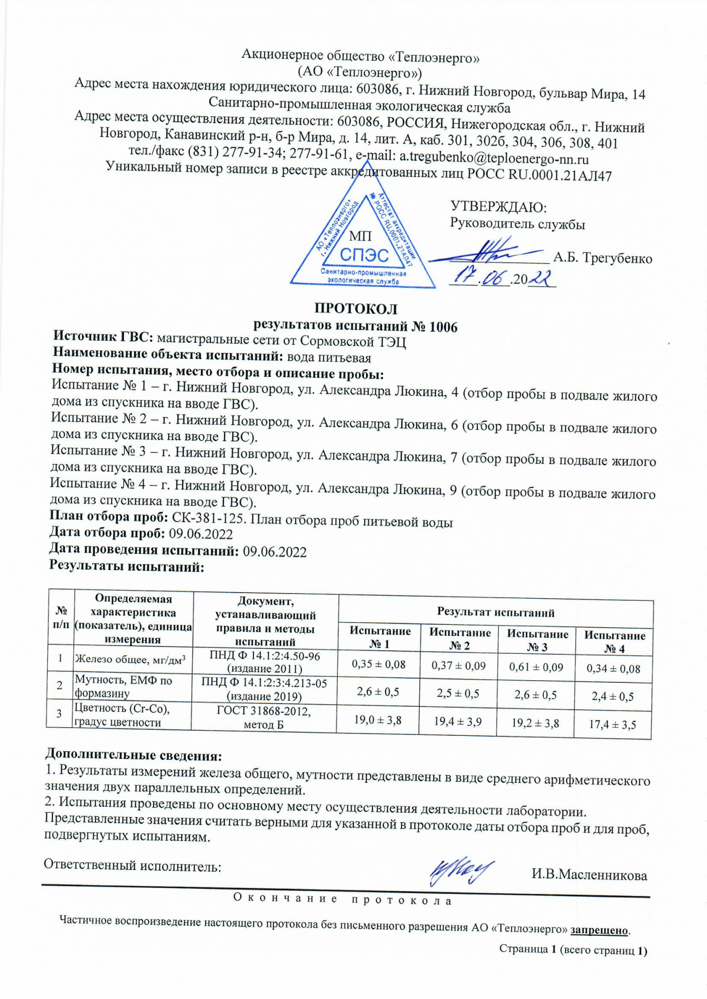 Акционерное общество «Теплоэнерго»
(АО «Теплоэнерго»)
Адрес места нахождения юридического лица: 603086, г. Нижний Новгород, бульвар Мира, 14
Санитарно-промышленная экологическая служба
Адрес места осуществления деятельности: 603086, РОССИЯ, Нижегородская обл., г. Нижний
Новгород, Канавинский р-н, б-р Мира, д. 14, лит. А, каб. 301, 302б, 304, 306, 308, 401
тел./факс (831) 277-91-34; 277-91-61, e-mail: a.tregubenko@teploenergo-nn.ru
Уникальный номер записи в реестре аккредитованных лиц РОСС RU.0001.21АЛ47
АО «Теплоэнерго»
г. Нижний Новгород
Аттестат аккредитации
№ РОСС RU.0001.21АЛ47
МП
СПЭС
Санитарно-промышленная
экологическая служба
УТВЕРЖДАЮ:
Руководитель службы
А.Б. Трегубенко
17.06.2022
ПРОТОКОЛ
результатов испытаний № 1006
Источник ГВС: магистральные сети от Сормовской ТЭЦ
Наименование объекта испытаний: вода питьевая
Номер испытания, место отбора и описание пробы:
Испытание № 1 – г. Нижний Новгород, ул. Александра Люкина, 4 (отбор пробы в подвале жилого
дома из спускника на вводе ГВС).
Испытание № 2 – г. Нижний Новгород, ул. Александра Люкина, 6 (отбор пробы в подвале жилого
дома из спускника на вводе ГВС).
Испытание № 3 – г. Нижний Новгород, ул. Александра Люкина, 7 (отбор пробы в подвале жилого
дома из спускника на вводе ГВС).
Испытание № 4 – г. Нижний Новгород, ул. Александра Люкина, 9 (отбор пробы в подвале жилого
дома из спускника на вводе ГВС).
План отбора проб: СК-381-125. План отбора проб питьевой воды
Дата отбора проб: 09.06.2022
Дата проведения испытаний: 09.06.2022
Результаты испытаний:
№
п/п
Определяемая
характеристика
(показатель), единица
измерения
Документ,
устанавливающий
правила и методы
испытаний
Результат испытаний
Испытание
№ 1
Испытание
№ 2
Испытание
№ 3
Испытание
№ 4
1
Железо общее, мг/дм³
ПНД Ф 14.1:2:4.50-96
(издание 2011)
0,35 ± 0,08
0,37 ± 0,09
0,61 ± 0,09
0,34 ± 0,08
2
Мутность, ЕМФ по
формазину
ПНД Ф 14.1:2:3:4.213-05
(издание 2019)
2,6 ± 0,5
2,5 ± 0,5
2,6 ± 0,5
2,4 ± 0,5
3
Цветность (Cr-Co),
градус цветности
ГОСТ 31868-2012,
метод Б
19,0 ± 3,8
19,4 ± 3,9
19,2 ± 3,8
17,4 ± 3,5
Дополнительные сведения:
1. Результаты измерений железа общего, мутности представлены в виде среднего арифметического
значения двух параллельных определений.
2. Испытания проведены по основному месту осуществления деятельности лаборатории.
Представленные значения считать верными для указанной в протоколе даты отбора проб и для проб,
подвергнутых испытаниям.
Ответственный исполнитель:
И.В.Масленникова
Окончание протокола
Частичное воспроизведение настоящего протокола без письменного разрешения АО «Теплоэнерго» запрещено.
Страница 1 (всего страниц 1)